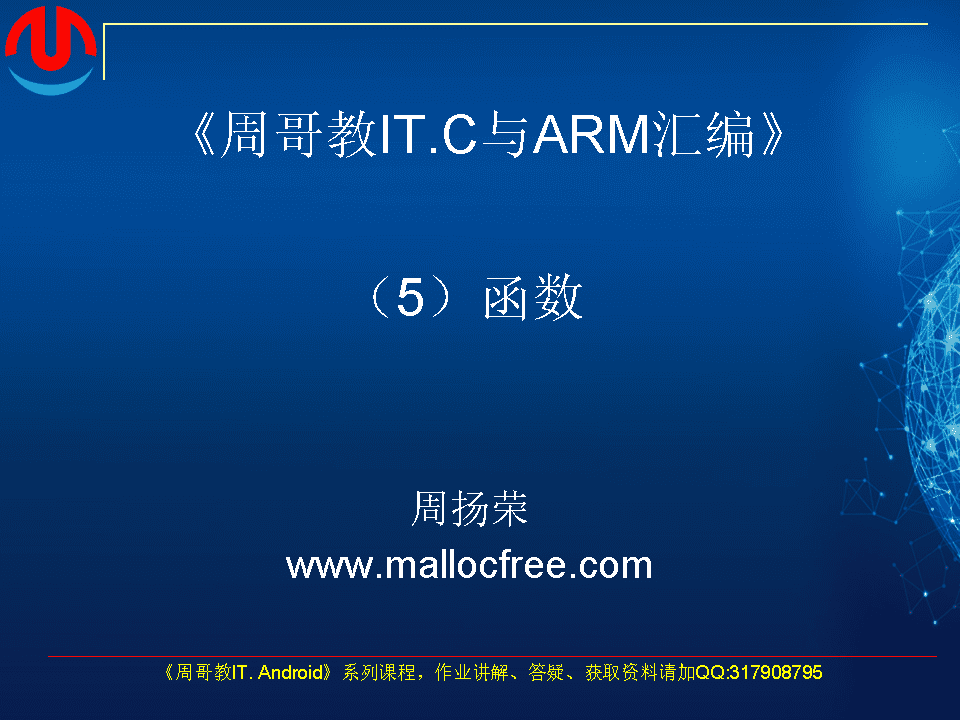 《周哥教IT.C与ARM汇编》
（5）函数
周扬荣
www.mallocfree.com
《周哥教IT. Android》系列课程，作业讲解、答疑、获取资料请加QQ:317908795